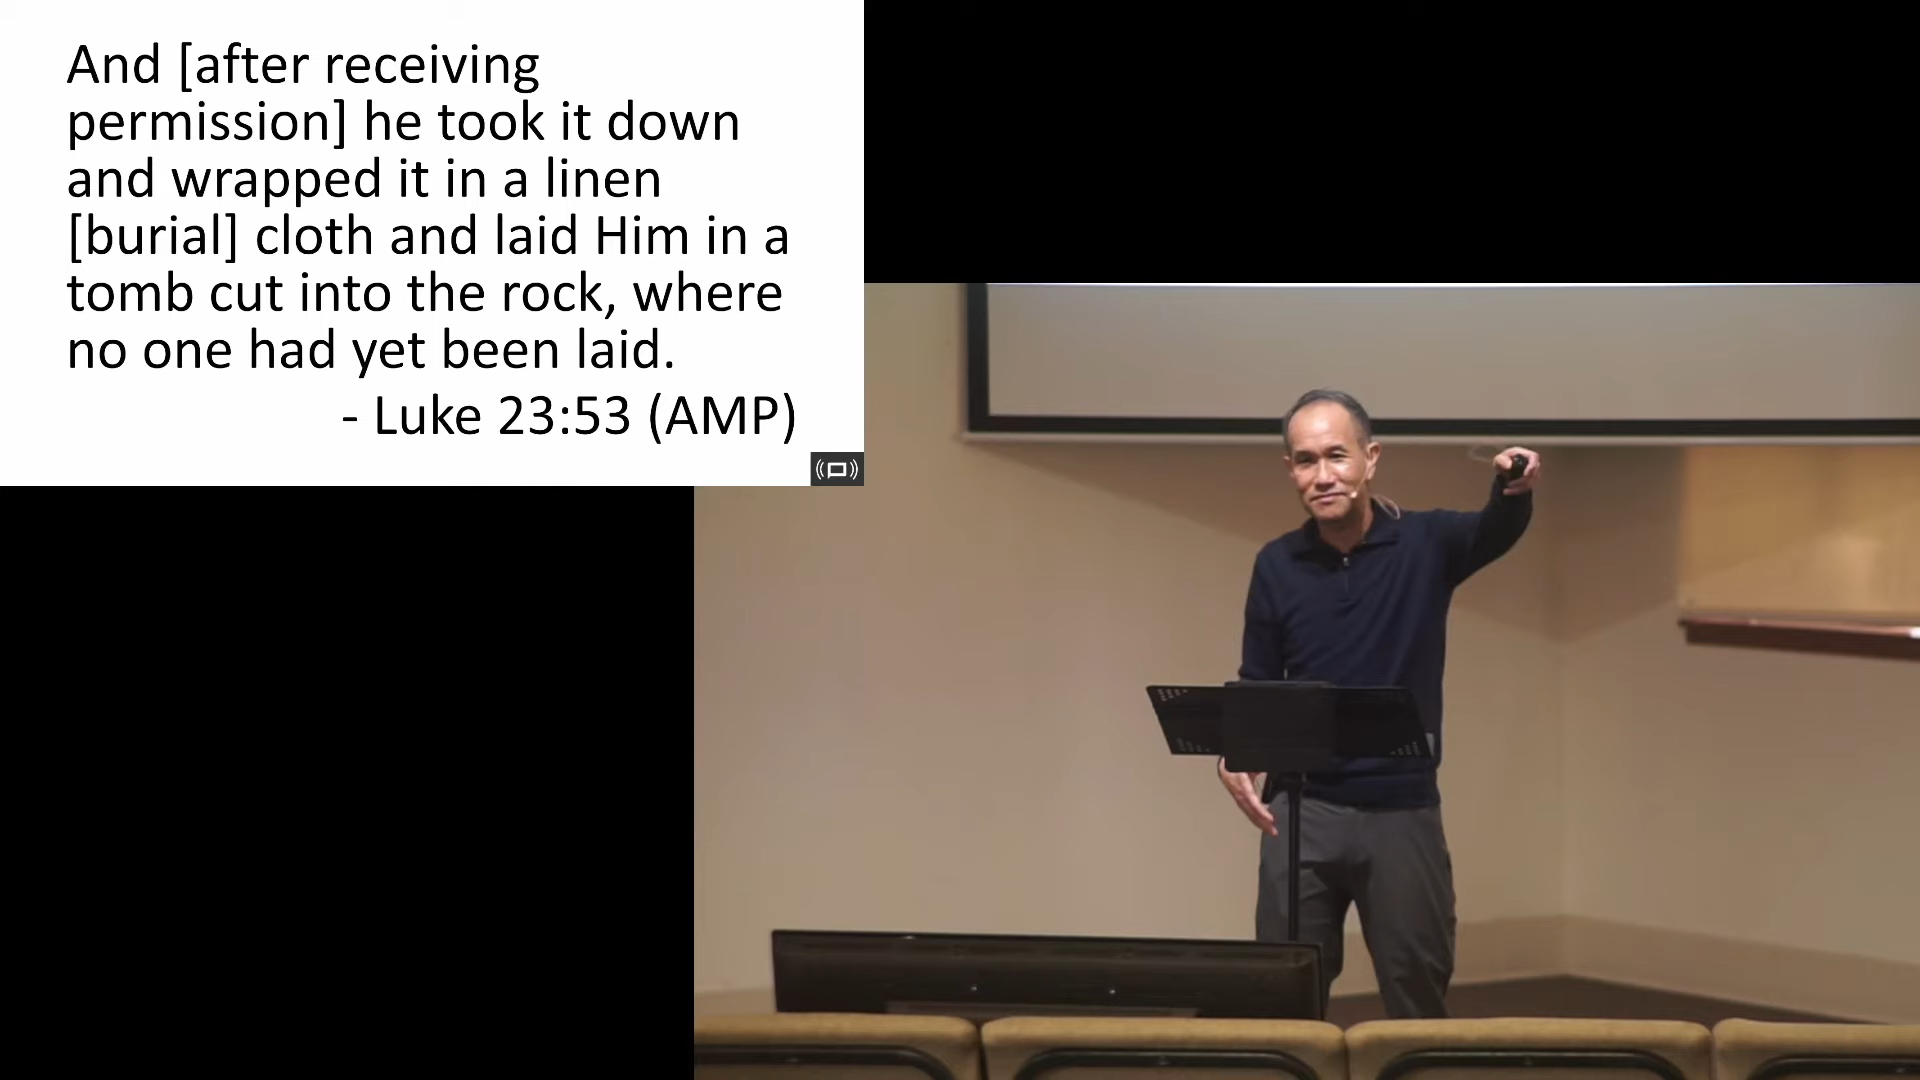 And [after receiving
permission] he took it down
and wrapped it in a linen
[burial] cloth and laid Him in a
tomb cut into the rock, where
no one had yet been laid.
- Luke 23:53 (AMP)